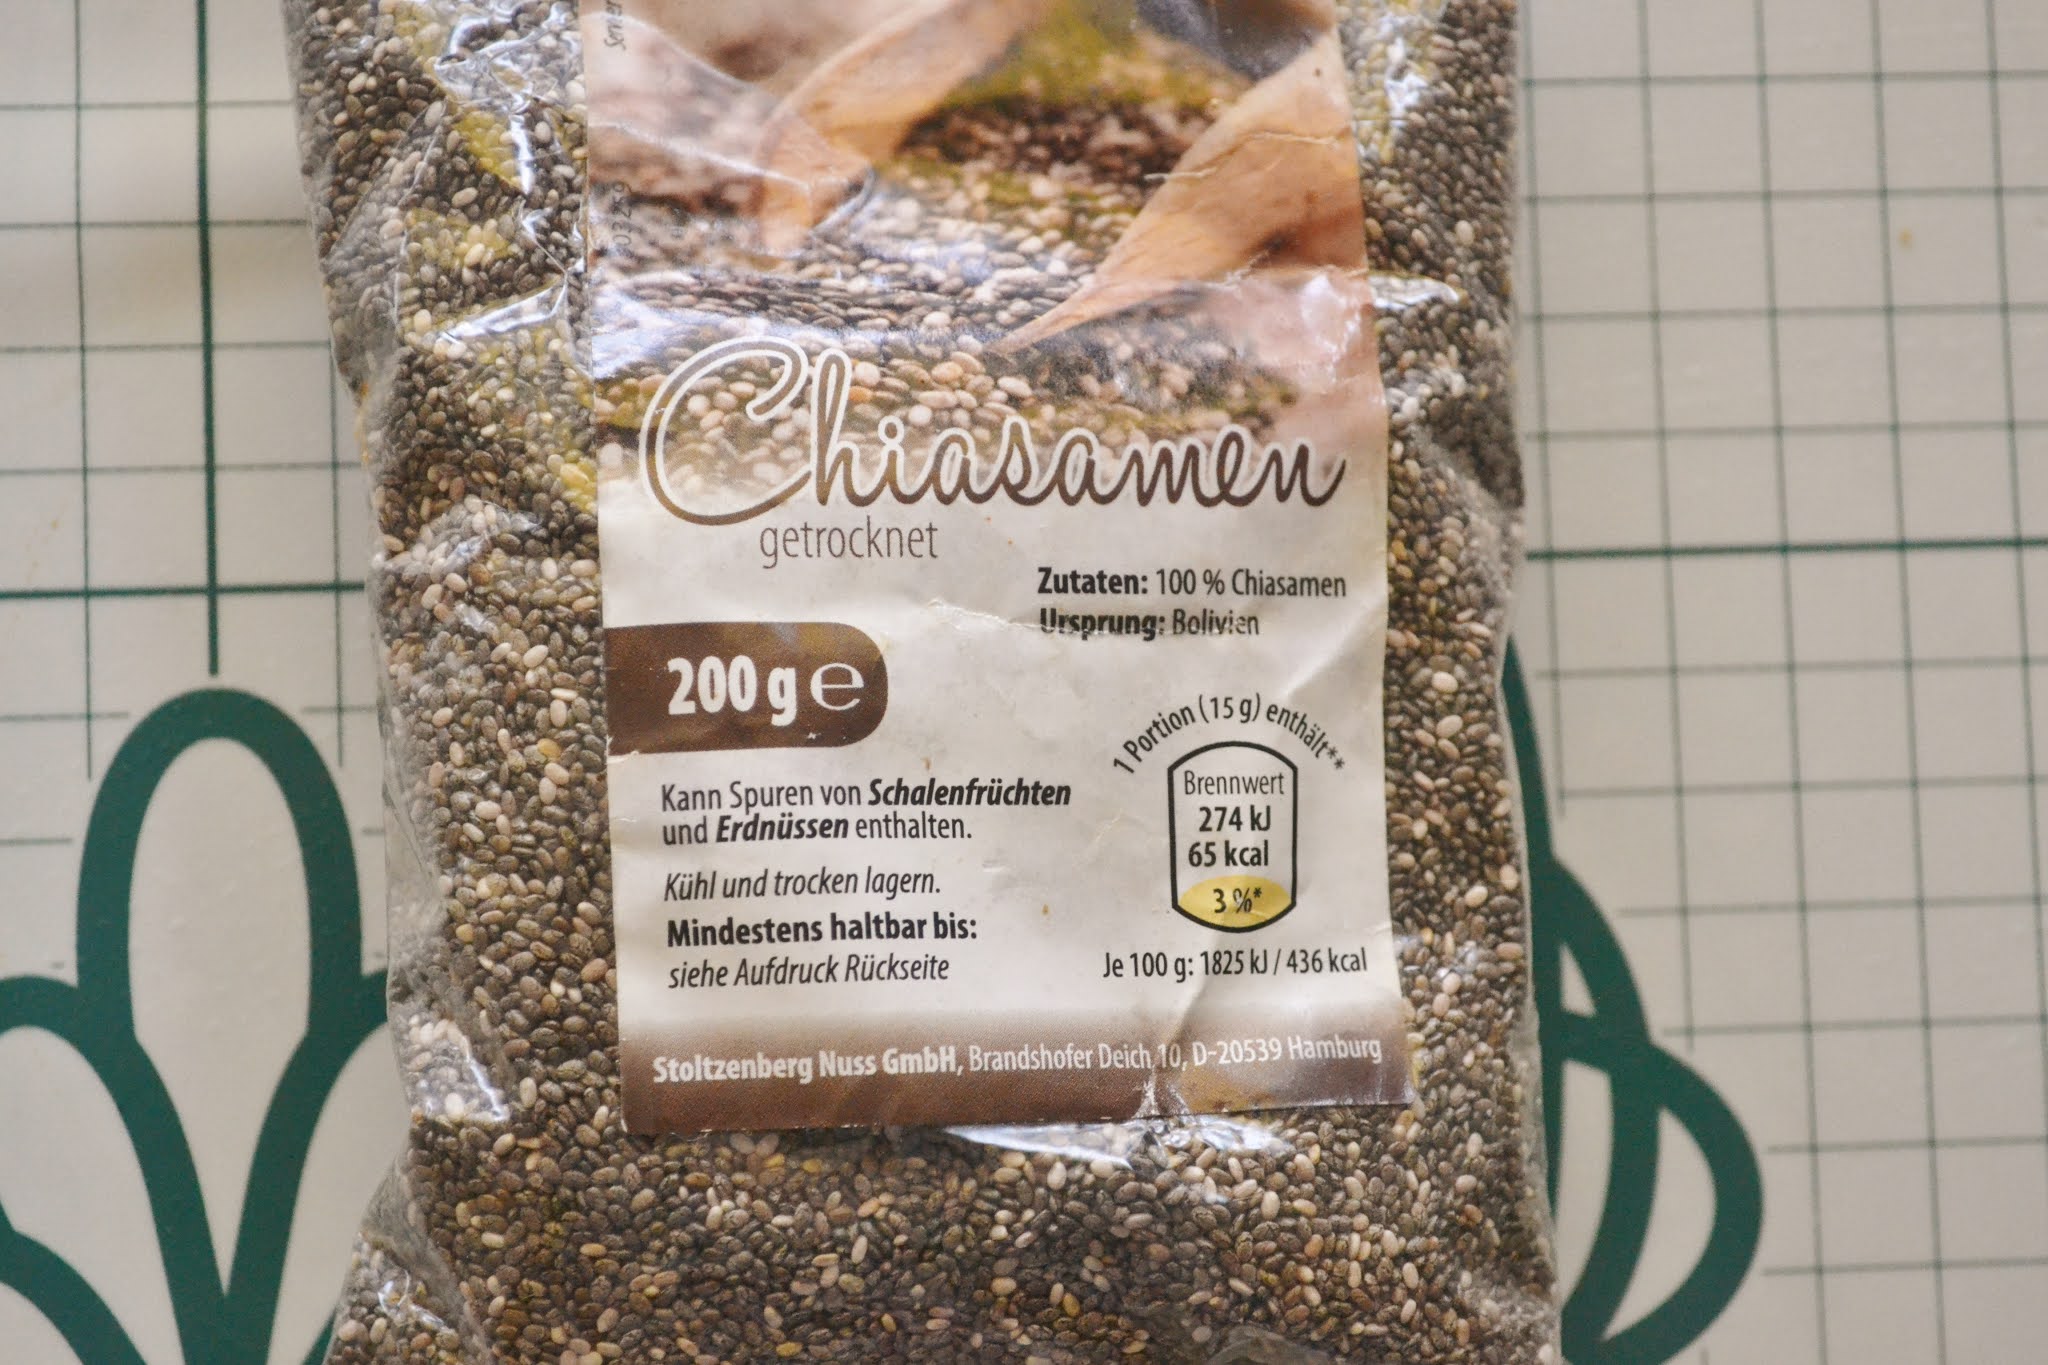 Chiasamen
getrocknet
Zutaten: 100 % Chiasamen
Ursprung: Bolivien
200 g ℮
1 Portion (15 g) enthält**
Brennwert
274 kJ
65 kcal
3 %*
Je 100 g: 1825 kJ / 436 kcal
Kann Spuren von Schalenfrüchten
und Erdnüssen enthalten.
Kühl und trocken lagern.
Mindestens haltbar bis:
siehe Aufdruck Rückseite
Stoltzenberg Nuss GmbH, Brandshofer Deich 10, D-20539 Hamburg